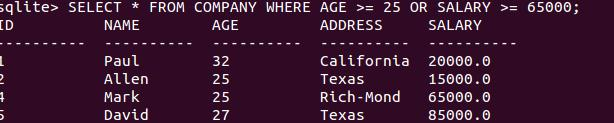 sqlite> SELECT * FROM COMPANY WHERE AGE >= 25 OR SALARY >= 65000;
ID NAME AGE ADDRESS SALARY
---------- ---------- ---------- ---------- ----------
1 Paul 32 California 20000.0
2 Allen 25 Texas 15000.0
4 Mark 25 Rich-Mond 65000.0
5 David 27 Texas 85000.0